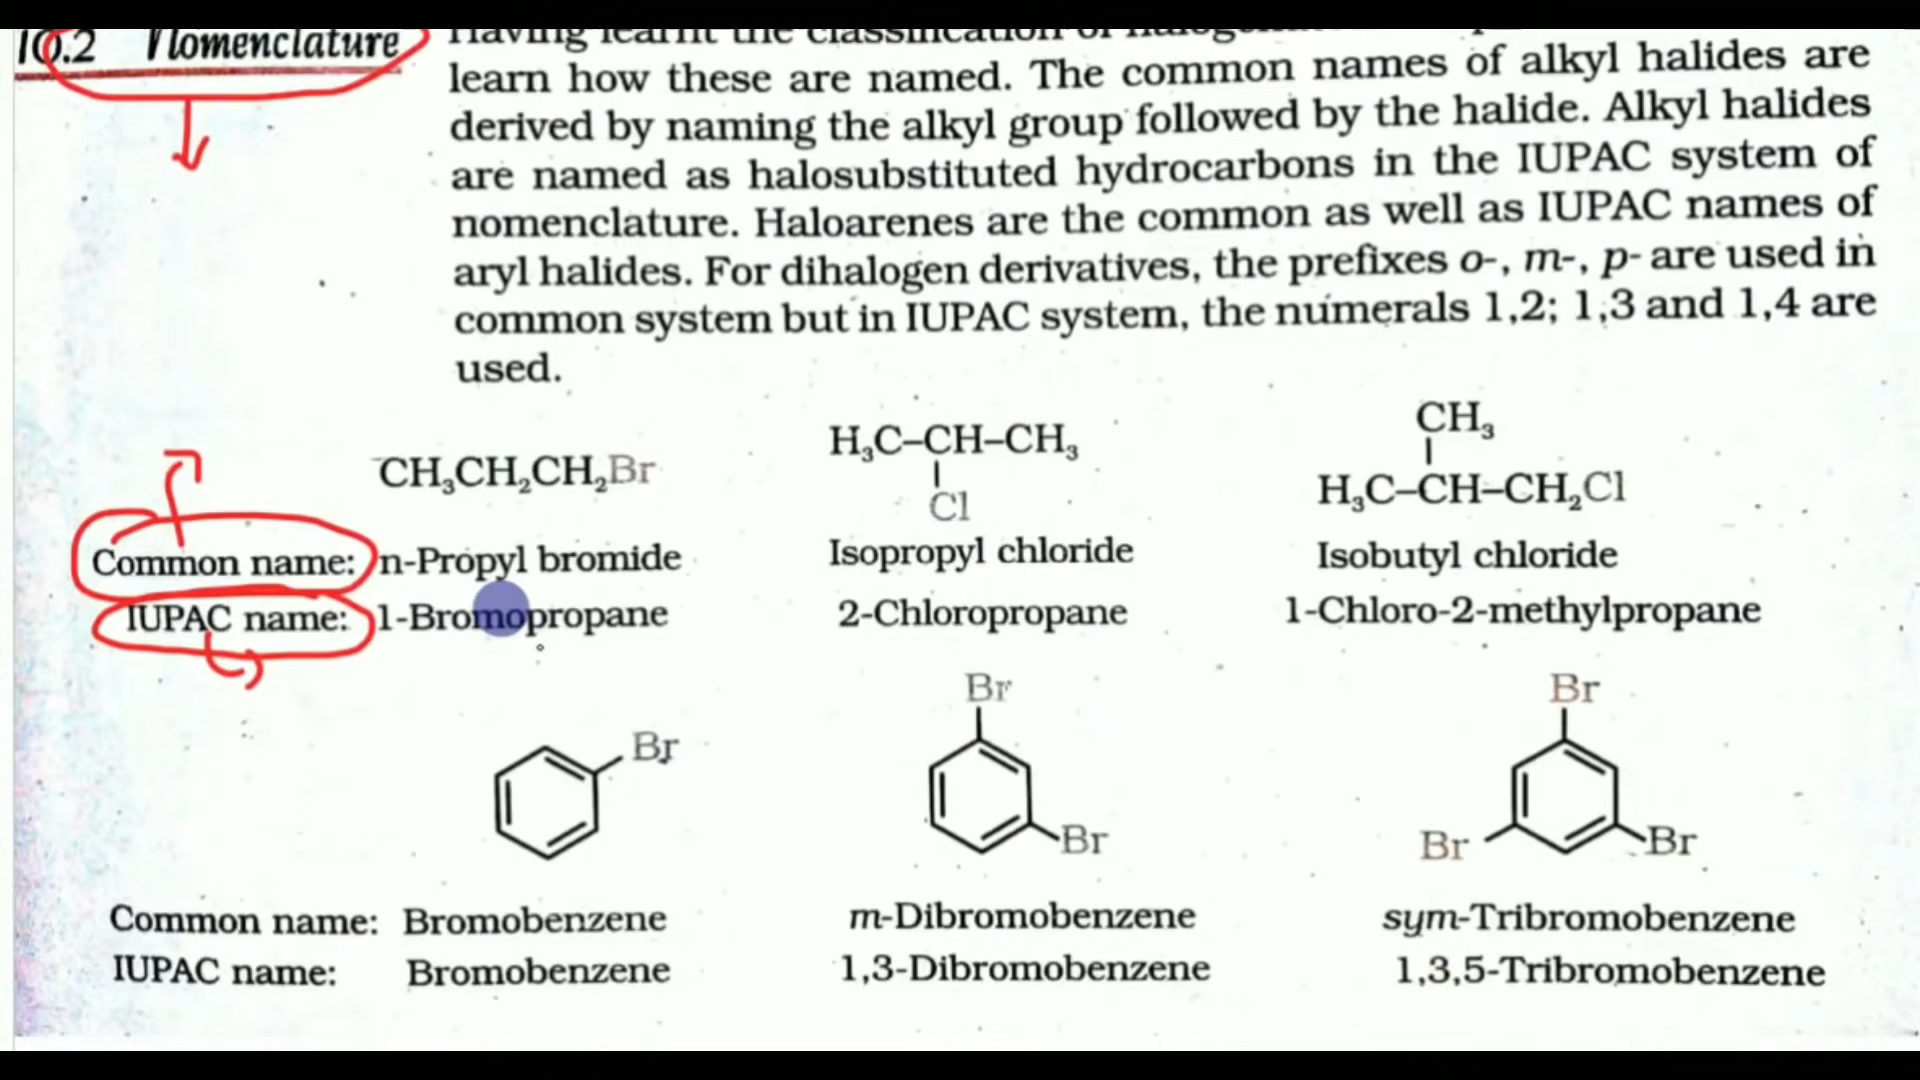 10.2 Nomenclature
Having learnt the classification of
learn how these are named. The common names of alkyl halides are
derived by naming the alkyl group followed by the halide. Alkyl halides
are named as halosubstituted hydrocarbons in the IUPAC system of
nomenclature. Haloarenes are the common as well as IUPAC names of
aryl halides. For dihalogen derivatives, the prefixes o-, m-, p- are used in
common system but in IUPAC system, the numerals 1,2; 1,3 and 1,4 are
used.
CH₃CH₂CH₂Br
H₃C–CH–CH₃
Cl
CH₃
H₃C–CH–CH₂Cl
Common name: n-Propyl bromide Isopropyl chloride Isobutyl chloride
IUPAC name: 1-Bromopropane 2-Chloropropane 1-Chloro-2-methylpropane
Br
Br
Br
Br
Br
Br
Common name: Bromobenzene m-Dibromobenzene sym-Tribromobenzene
IUPAC name: Bromobenzene 1,3-Dibromobenzene 1,3,5-Tribromobenzene